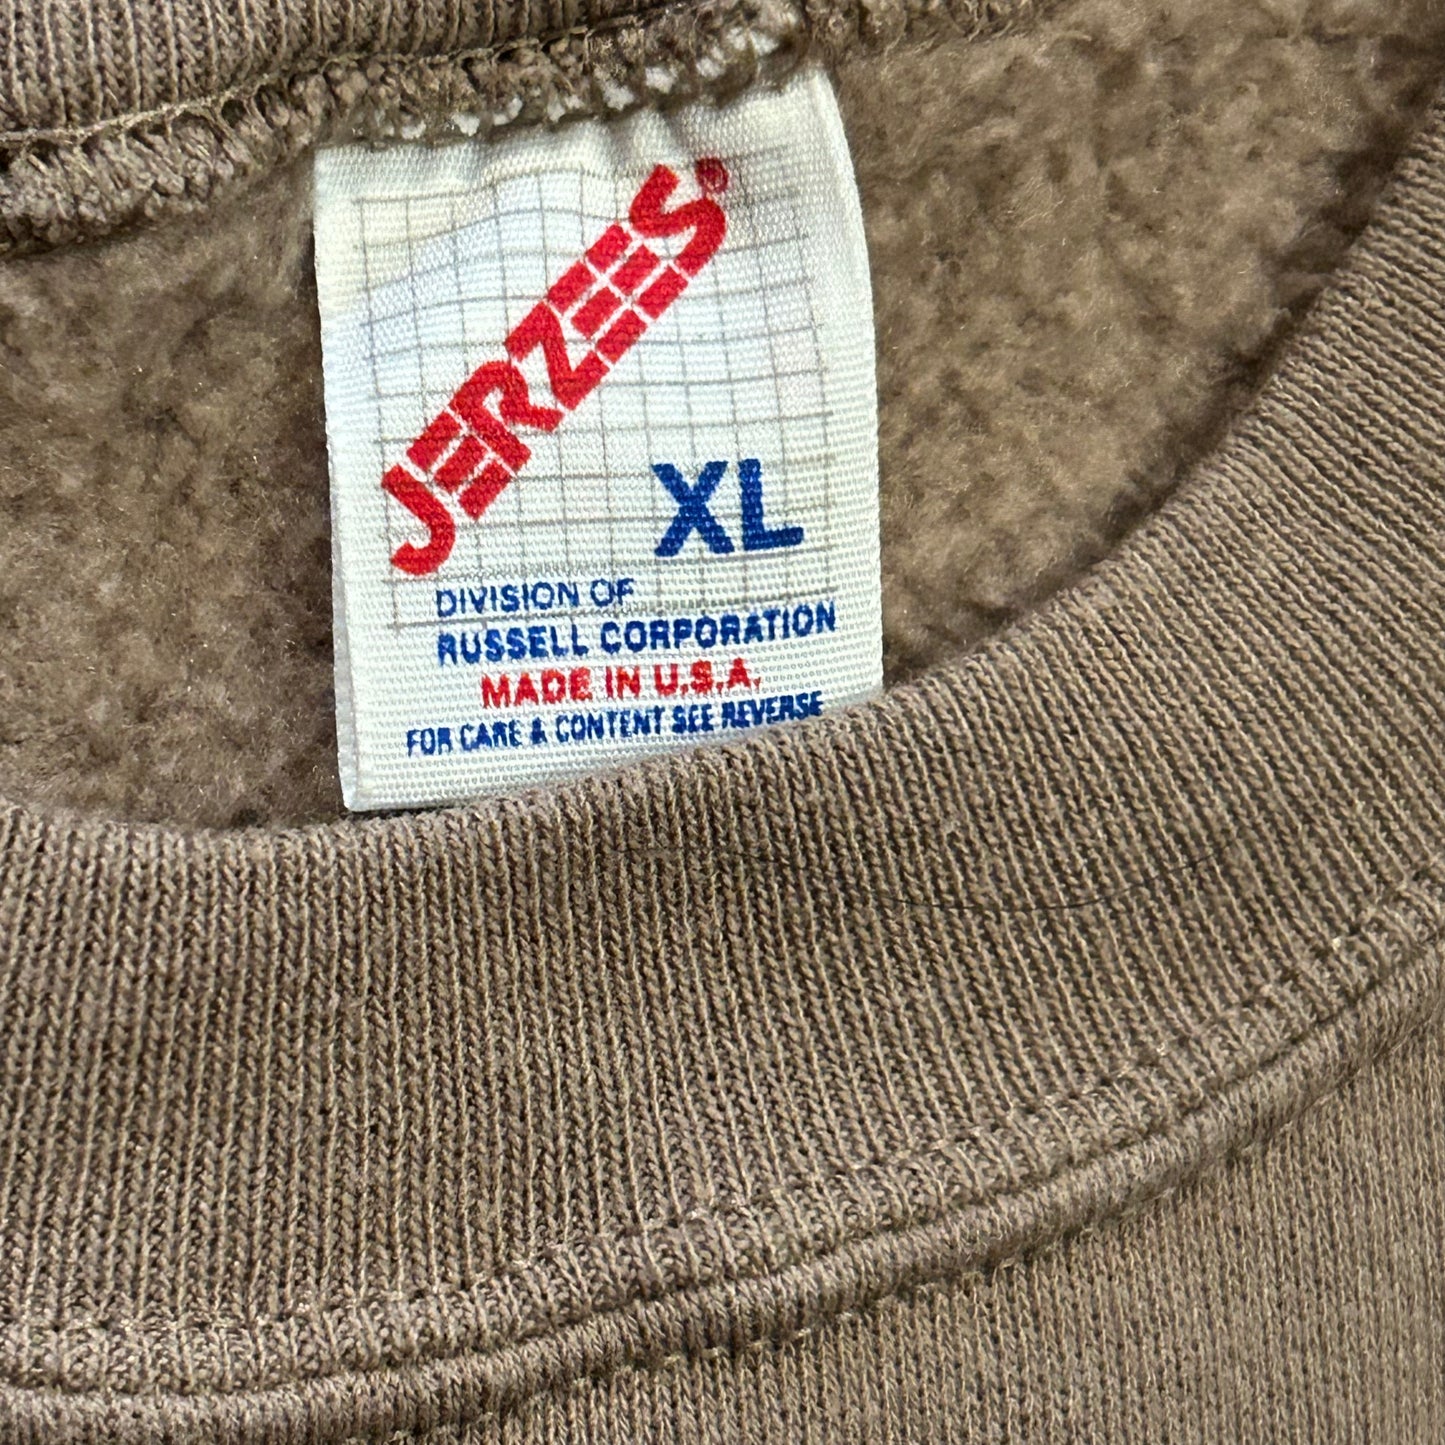 JERZEES®
XL
DIVISION OF
RUSSELL CORPORATION
MADE IN U.S.A.
FOR CARE & CONTENT SEE REVERSE